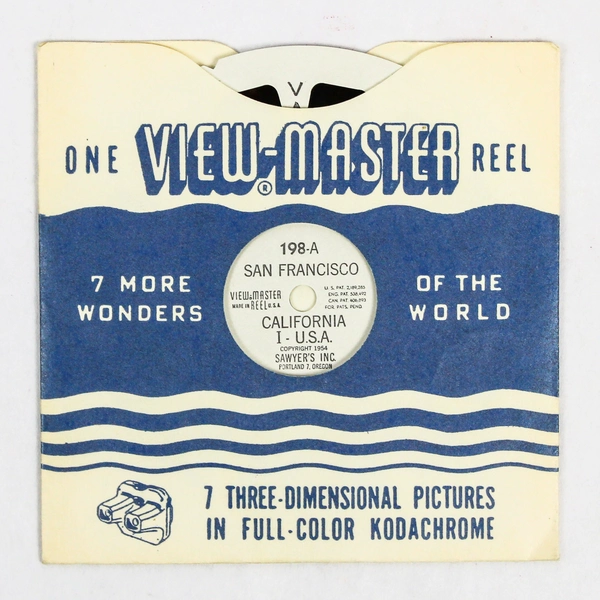 V
ONE VIEW-MASTER® REEL
7 MORE
WONDERS
OF THE
WORLD
198-A
SAN FRANCISCO
VIEW-MASTER
MADE IN REEL U.S.A
U.S. PAT. 2,189,285
ENG. PAT. 538,492
CAN. PAT. 406,593
FOR. PATS. PEND
CALIFORNIA
I - U.S.A.
COPYRIGHT 1954
SAWYER'S INC.
PORTLAND 7, OREGON
7 THREE-DIMENSIONAL PICTURES
IN FULL-COLOR KODACHROME